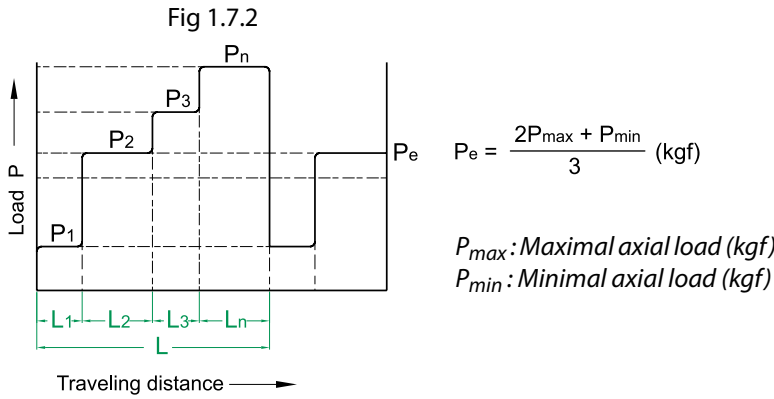 Fig 1.7.2
Pn
P3
P2
Pe
P1
Load P
L1 L2 L3 Ln
L
Traveling distance
Pe = 2Pmax + Pmin / 3 (kgf)
Pmax : Maximal axial load (kgf)
Pmin : Minimal axial load (kgf)